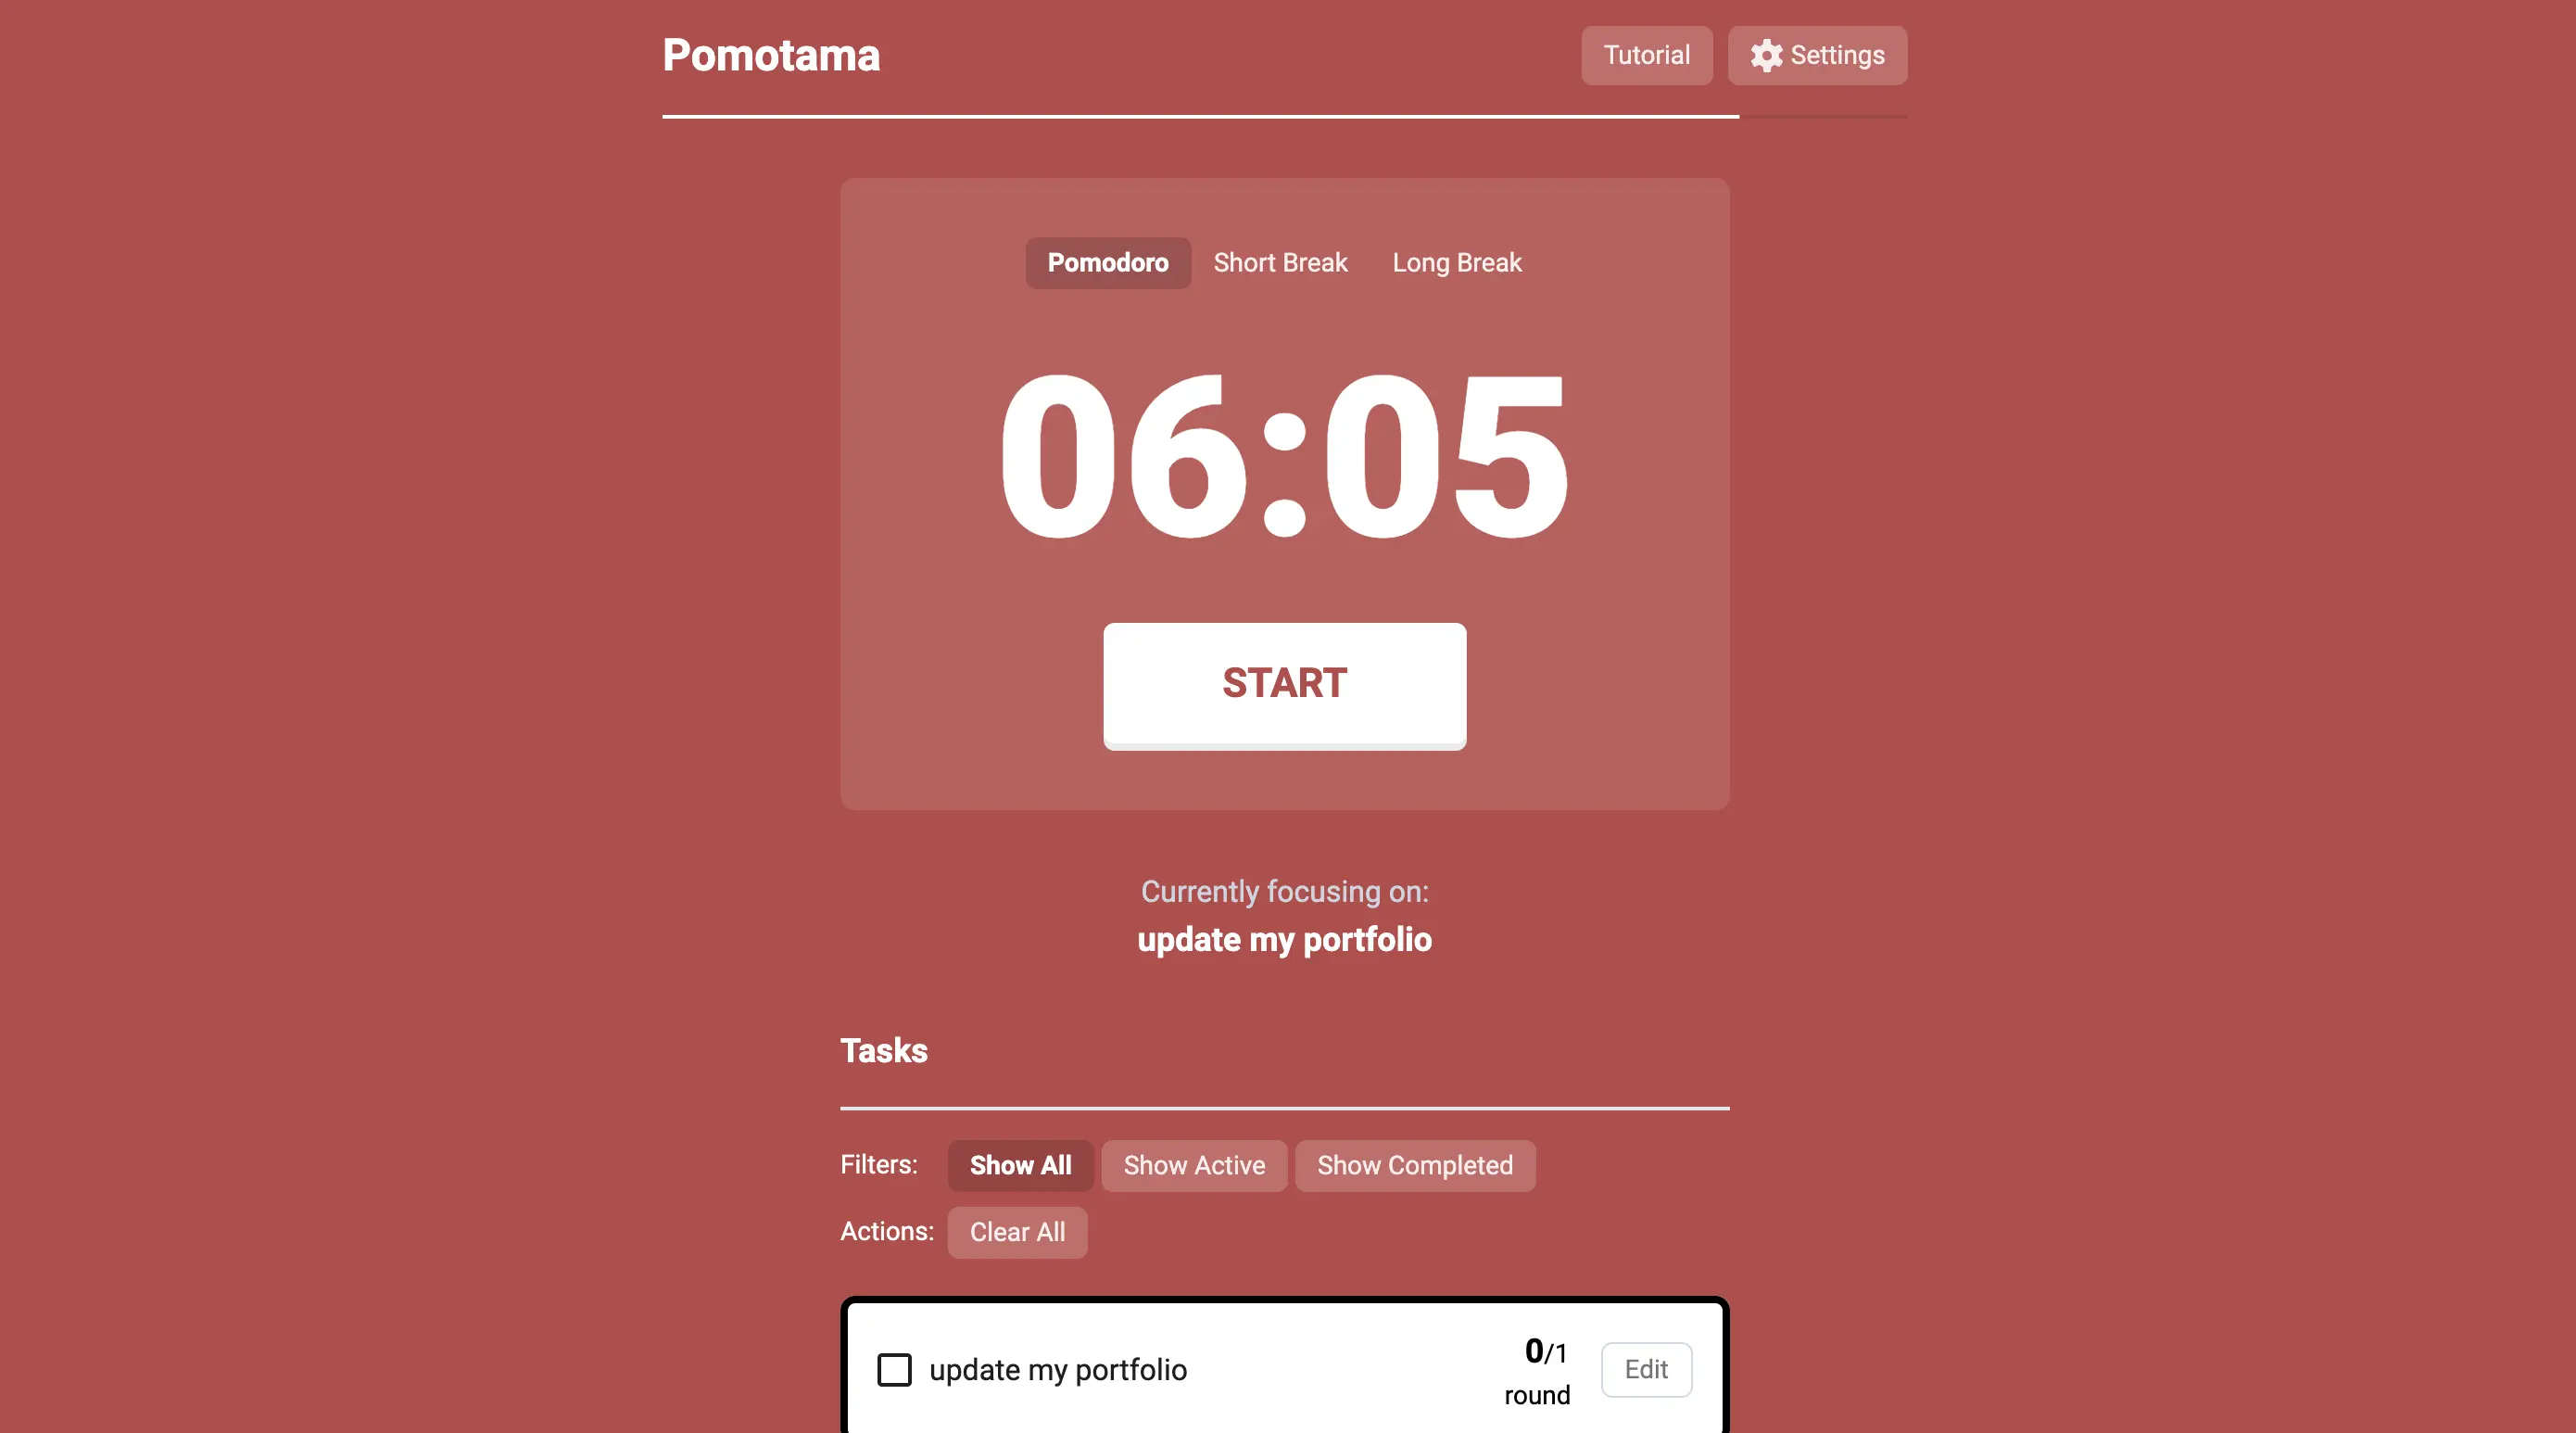 Pomotama
Tutorial
Settings
Pomodoro
Short Break
Long Break
06:05
START
Currently focusing on:
update my portfolio
Tasks
Filters:
Show All
Show Active
Show Completed
Actions:
Clear All
update my portfolio
0/1
round
Edit